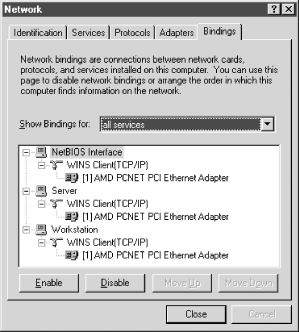 Network
Identification Services Protocols Adapters Bindings
Network bindings are connections between network cards,
protocols, and services installed on this computer. You can use this
page to disable network bindings or arrange the order in which this
computer finds information on the network.
Show Bindings for: all services
NetBIOS Interface
WINS Client(TCP/IP)
[1] AMD PCNET PCI Ethernet Adapter
Server
WINS Client(TCP/IP)
[1] AMD PCNET PCI Ethernet Adapter
Workstation
WINS Client(TCP/IP)
[1] AMD PCNET PCI Ethernet Adapter
Enable Disable Move Up Move Down
Close Cancel